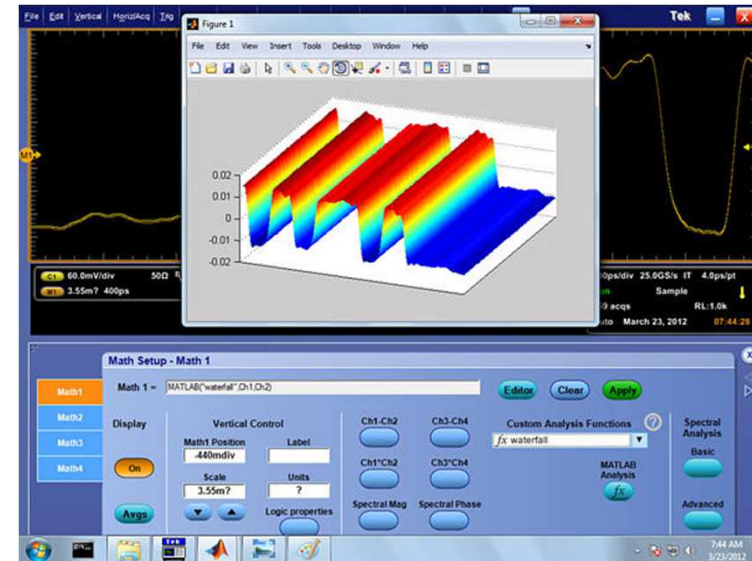 File Edit Vertical Horiz/Acq Trig
Tek
Figure 1
File Edit View Insert Tools Desktop Window Help
M1
0.02
0.01
0
-0.01
-0.02
C1 60.0mV/div 50Ω
M1 3.55m? 400ps
0ps/div 25.0GS/s IT 4.0ps/pt
Sample
acqs RL:1.0k
uto March 23, 2012 07:44:28
Math Setup - Math 1
Math1
Math2
Math3
Math4
Math 1 = MATLAB("waterfall",Ch1,Ch2)
Editor Clear Apply
Display
On
Avgs
Vertical Control
Math1 Position
-440mdiv
Label
Scale
3.55m?
Units
?
Logic properties
Ch1-Ch2 Ch3-Ch4
Ch1*Ch2 Ch3*Ch4
Spectral Mag Spectral Phase
Custom Analysis Functions
fx waterfall
MATLAB
Analysis
fx
Spectral
Analysis
Basic
Advanced
7:44 AM
3/23/2012